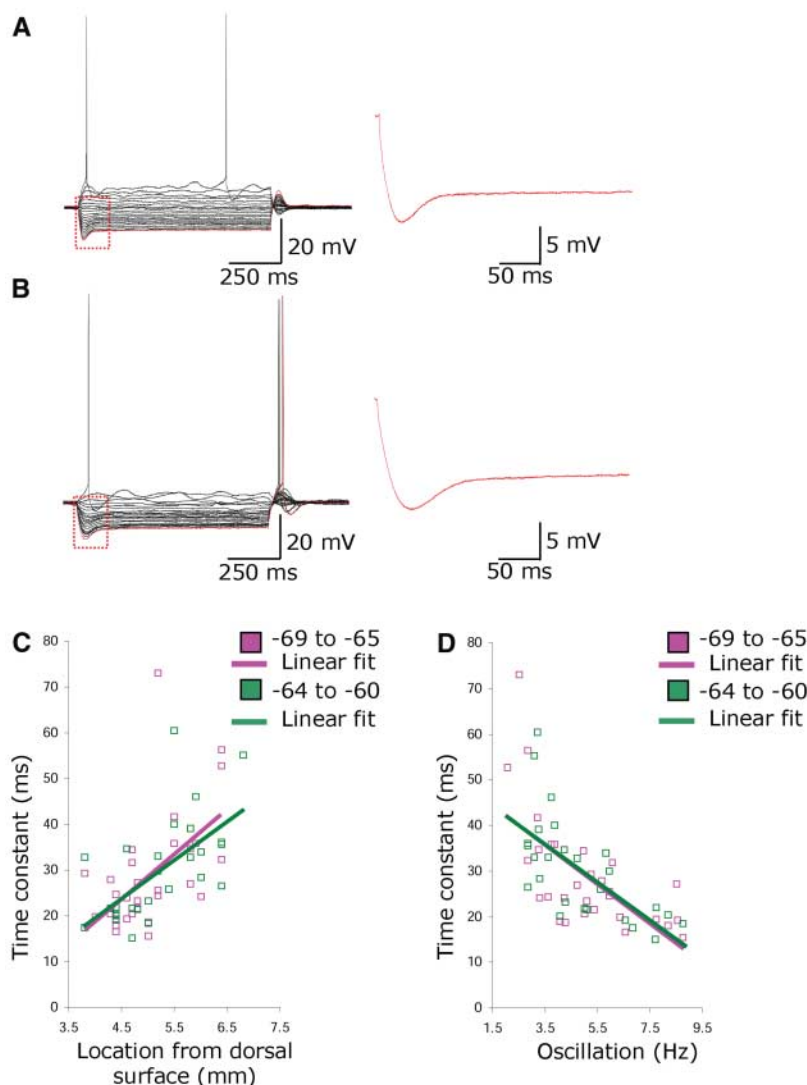 A
20 mV
250 ms
5 mV
50 ms
B
20 mV
250 ms
5 mV
50 ms
C
80
70
60
50
40
30
20
10
0
3.5 4.5 5.5 6.5 7.5
Time constant (ms)
Location from dorsal
surface (mm)
-69 to -65
Linear fit
-64 to -60
Linear fit
D
80
70
60
50
40
30
20
10
0
1.5 3.5 5.5 7.5 9.5
Time constant (ms)
Oscillation (Hz)
-69 to -65
Linear fit
-64 to -60
Linear fit